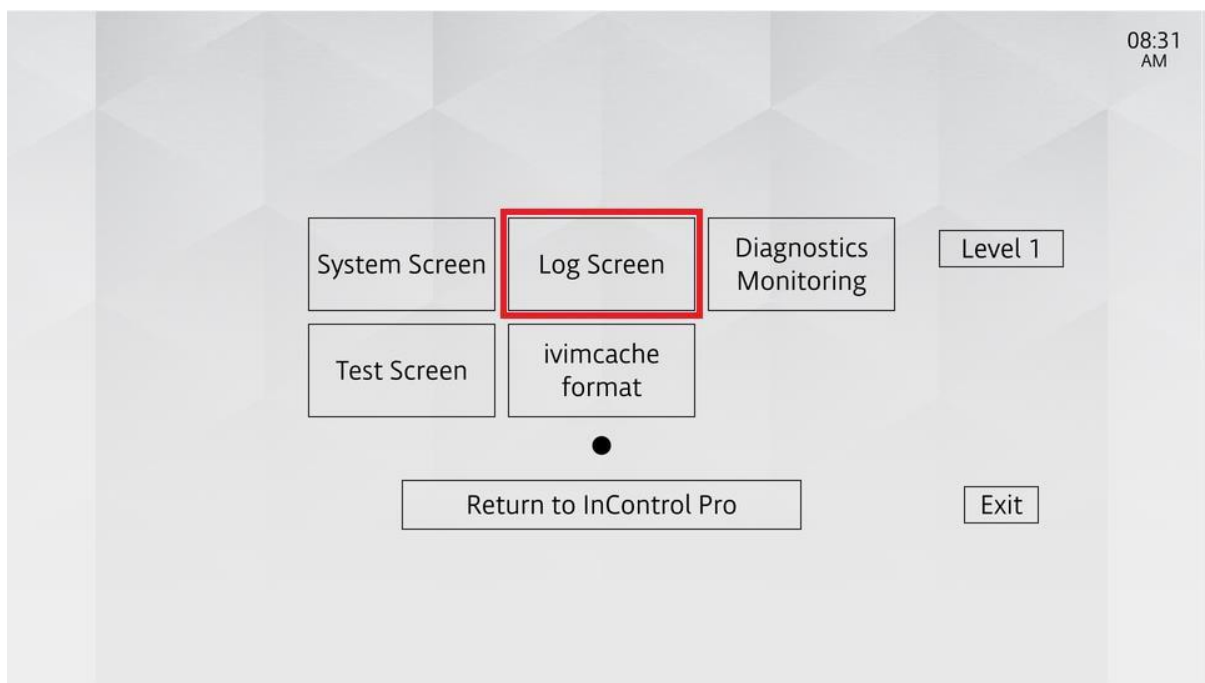 08:31
AM
System Screen
Log Screen
Diagnostics
Monitoring
Level 1
Test Screen
ivimcache
format
Return to InControl Pro
Exit